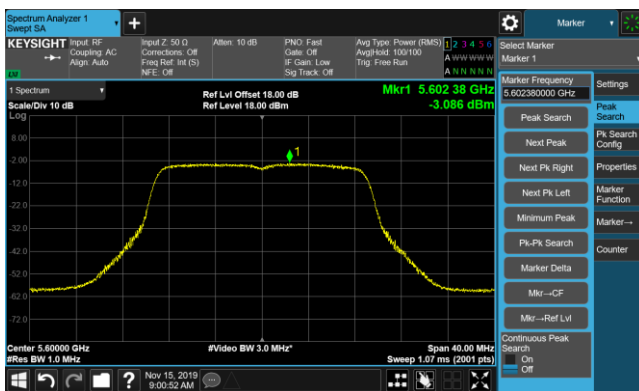 Spectrum Analyzer 1
Swept SA
Marker
KEYSIGHT
Input: RF
Coupling: AC
Align: Auto
Input Z: 50 Ω
Corrections: Off
Freq Ref: Int (S)
NFE: Off
Atten: 10 dB
PNO: Fast
Gate: Off
IF Gain: Low
Sig Track: Off
Avg Type: Power (RMS)
Avg|Hold: 100/100
Trig: Free Run
1 2 3 4 5 6
A W W W W W
A N N N N N
Select Marker
Marker 1
1 Spectrum
Scale/Div 10 dB
Log
Ref Lvl Offset 18.00 dB
Ref Level 18.00 dBm
Mkr1 5.602 38 GHz
-3.086 dBm
8.00
-2.00
-12.0
-22.0
-32.0
-42.0
-52.0
-62.0
-72.0
1
Center 5.60000 GHz
#Res BW 1.0 MHz
#Video BW 3.0 MHz*
Span 40.00 MHz
Sweep 1.07 ms (2001 pts)
Marker Frequency
5.602380000 GHz
Peak Search
Next Peak
Next Pk Right
Next Pk Left
Minimum Peak
Pk-Pk Search
Marker Delta
Mkr→CF
Mkr→Ref Lvl
Continuous Peak
Search
On
Off
Settings
Peak
Search
Pk Search
Config
Properties
Marker
Function
Marker→
Counter
Nov 15, 2019
9:00:52 AM